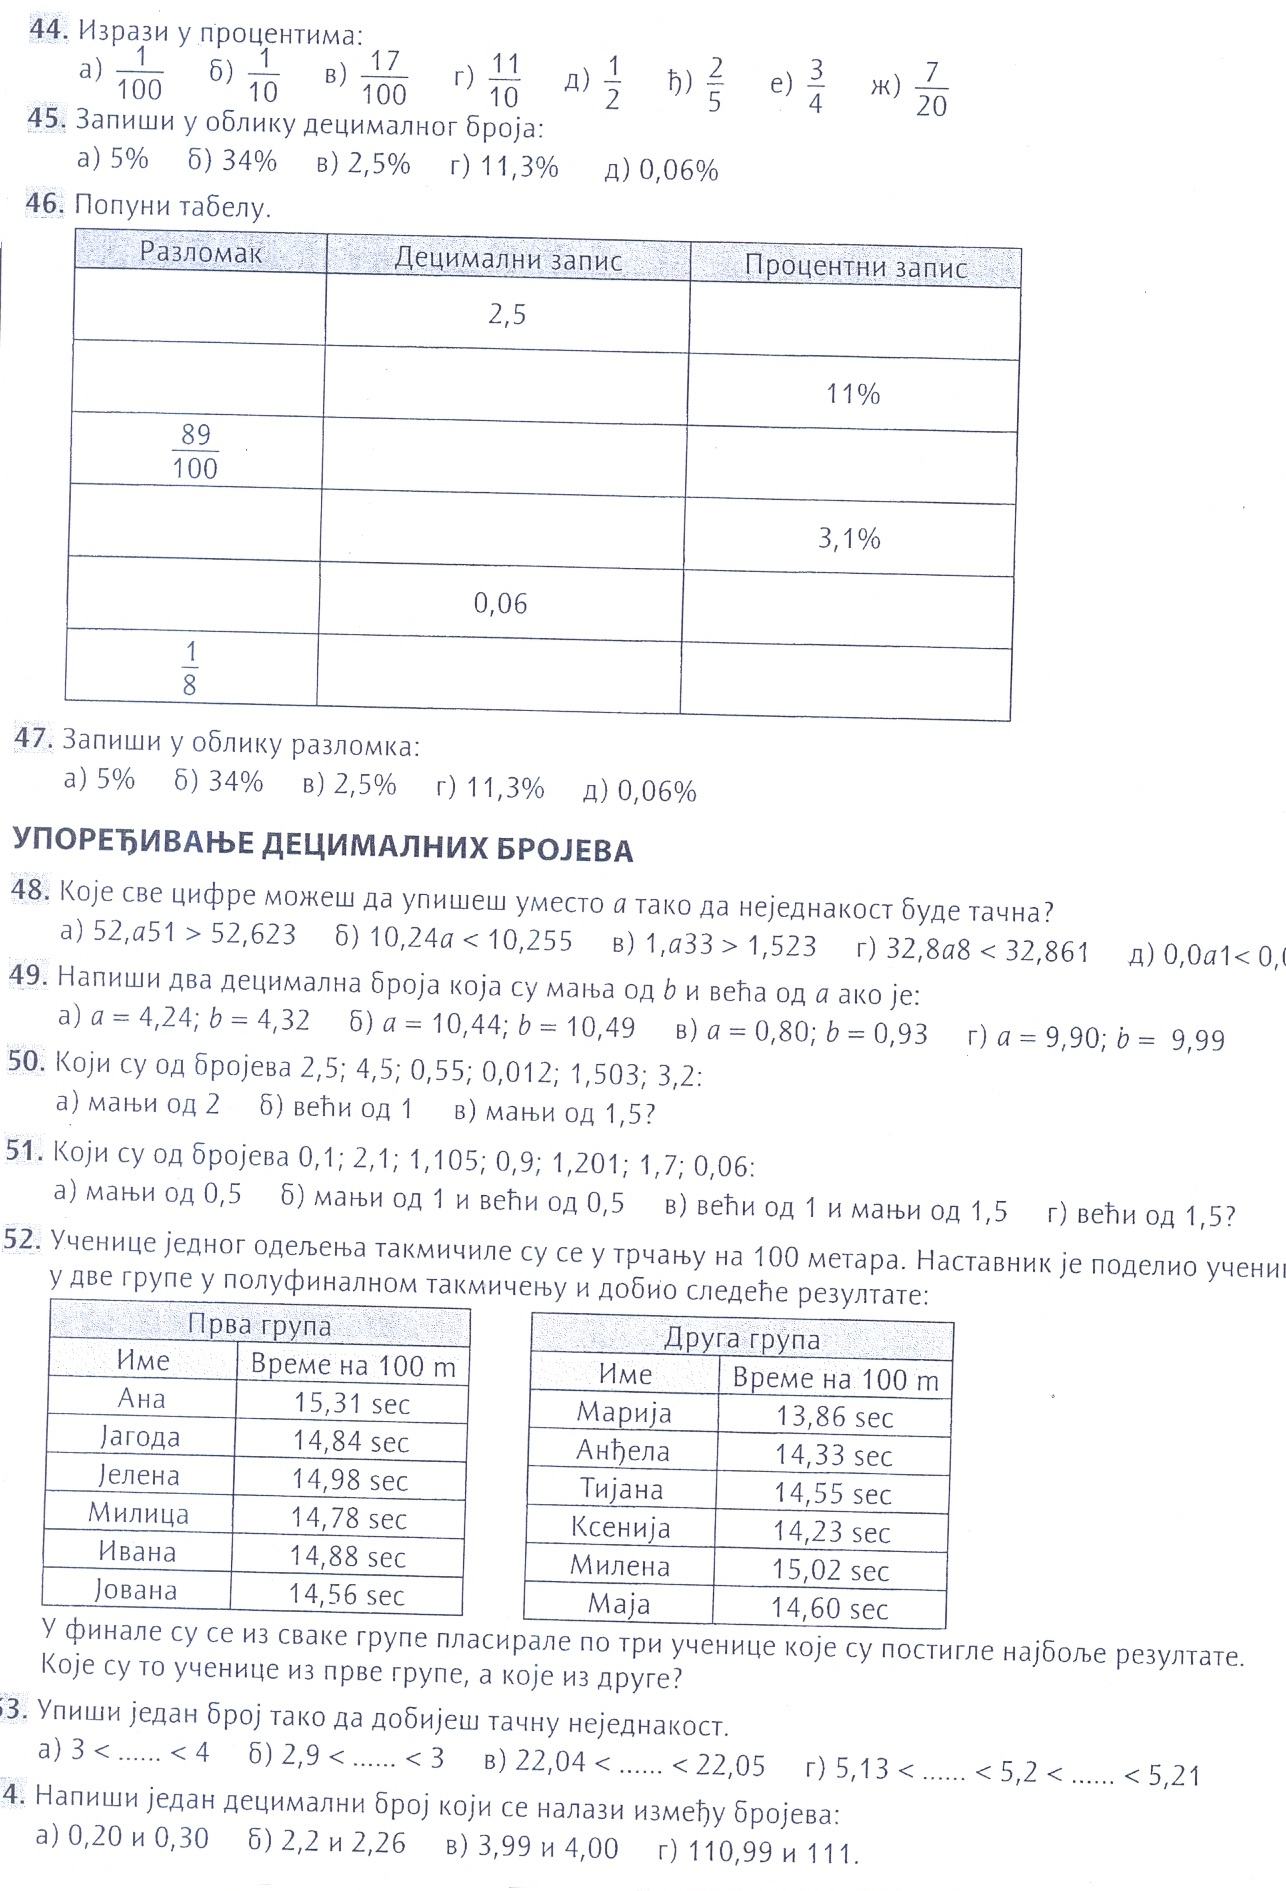 44. Изрази у процентима:
а) 1/100 б) 1/10 в) 17/100 г) 11/10 д) 1/2 ђ) 2/5 е) 3/4 ж) 7/20
45. Запиши у облику децималног броја:
а) 5% б) 34% в) 2,5% г) 11,3% д) 0,06%
46. Попуни табелу.
Разломак Децимални запис Процентни запис
2,5
11%
89/100
3,1%
0,06
1/8
47. Запиши у облику разломка:
а) 5% б) 34% в) 2,5% г) 11,3% д) 0,06%
УПОРЕЂИВАЊЕ ДЕЦИМАЛНИХ БРОЈЕВА
48. Које све цифре можеш да упишеш уместо a тако да неједнакост буде тачна?
а) 52,a51 > 52,623 б) 10,24a < 10,255 в) 1,a33 > 1,523 г) 32,8a8 < 32,861 д) 0,0a1< 0,
49. Напиши два децимална броја која су мања од b и већа од a ако је:
а) a = 4,24; b = 4,32 б) a = 10,44; b = 10,49 в) a = 0,80; b = 0,93 г) a = 9,90; b = 9,99
50. Који су од бројева 2,5; 4,5; 0,55; 0,012; 1,503; 3,2:
а) мањи од 2 б) већи од 1 в) мањи од 1,5?
51. Који су од бројева 0,1; 2,1; 1,105; 0,9; 1,201; 1,7; 0,06:
а) мањи од 0,5 б) мањи од 1 и већи од 0,5 в) већи од 1 и мањи од 1,5 г) већи од 1,5?
52. Ученице једног одељења такмичиле су се у трчању на 100 метара. Наставник је поделио учени
у две групе у полуфиналном такмичењу и добио следеће резултате:
Прва група
Име Време на 100 m
Ана 15,31 sec
Јагода 14,84 sec
Јелена 14,98 sec
Милица 14,78 sec
Ивана 14,88 sec
Јована 14,56 sec
Друга група
Име Време на 100 m
Марија 13,86 sec
Анђела 14,33 sec
Тијана 14,55 sec
Ксенија 14,23 sec
Милена 15,02 sec
Маја 14,60 sec
У финале су се из сваке групе пласирале по три ученице које су постигле најбоље резултате.
Које су то ученице из прве групе, а које из друге?
53. Упиши један број тако да добијеш тачну неједнакост.
а) 3 < ...... < 4 б) 2,9 < ...... < 3 в) 22,04 < ...... < 22,05 г) 5,13 < ...... < 5,2 < ...... < 5,21
4. Напиши један децимални број који се налази између бројева:
а) 0,20 и 0,30 б) 2,2 и 2,26 в) 3,99 и 4,00 г) 110,99 и 111.